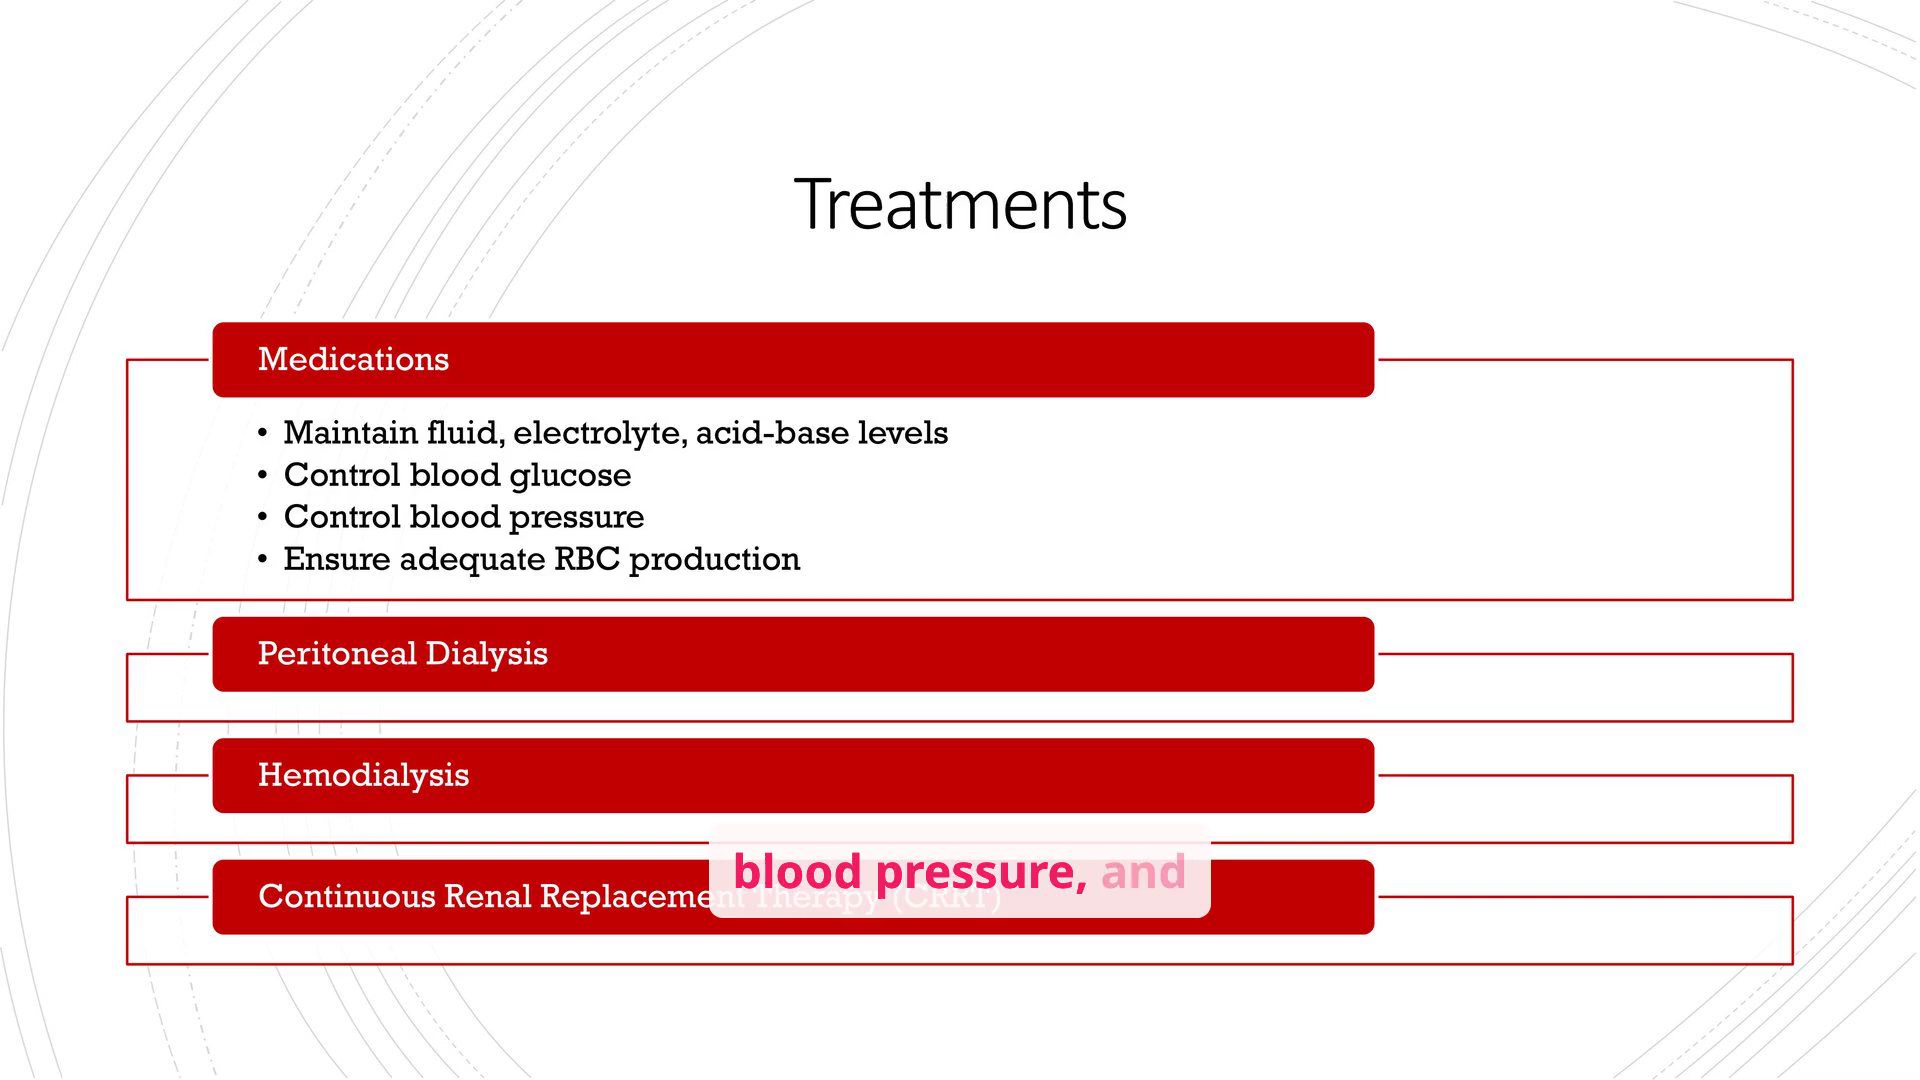 Treatments
Medications
• Maintain fluid, electrolyte, acid-base levels
• Control blood glucose
• Control blood pressure
• Ensure adequate RBC production
Peritoneal Dialysis
Hemodialysis
Continuous Renal Replacement Therapy (CRRT)
blood pressure, and